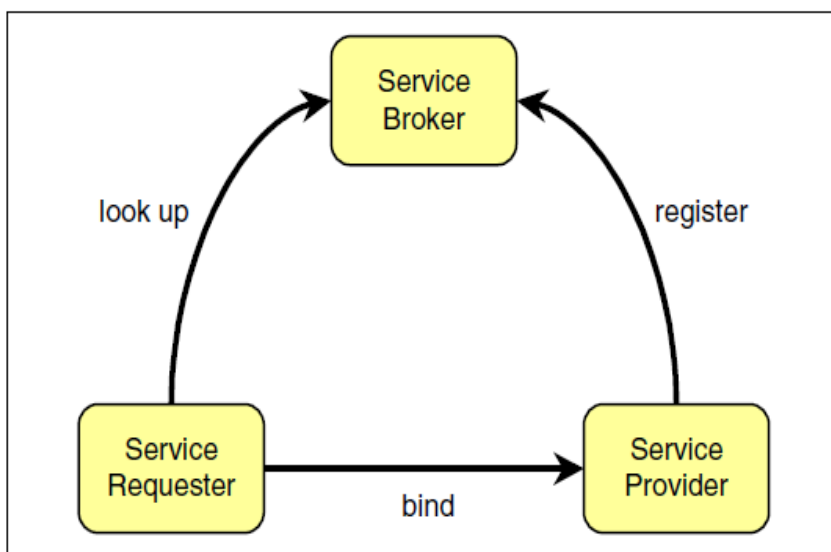 Service
Broker
look up
register
Service
Requester
bind
Service
Provider